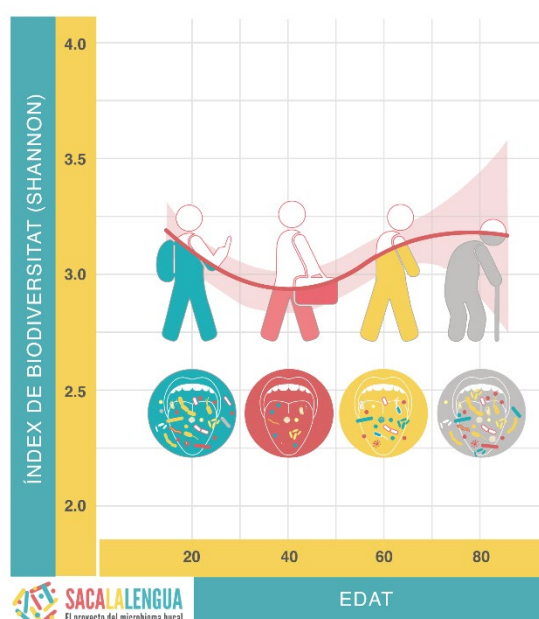 ÍNDEX DE BIODIVERSITAT (SHANNON)
4.0
3.5
3.0
2.5
2.0
20 40 60 80
EDAT
SACALALENGUA
El proyecto del microbioma bucal